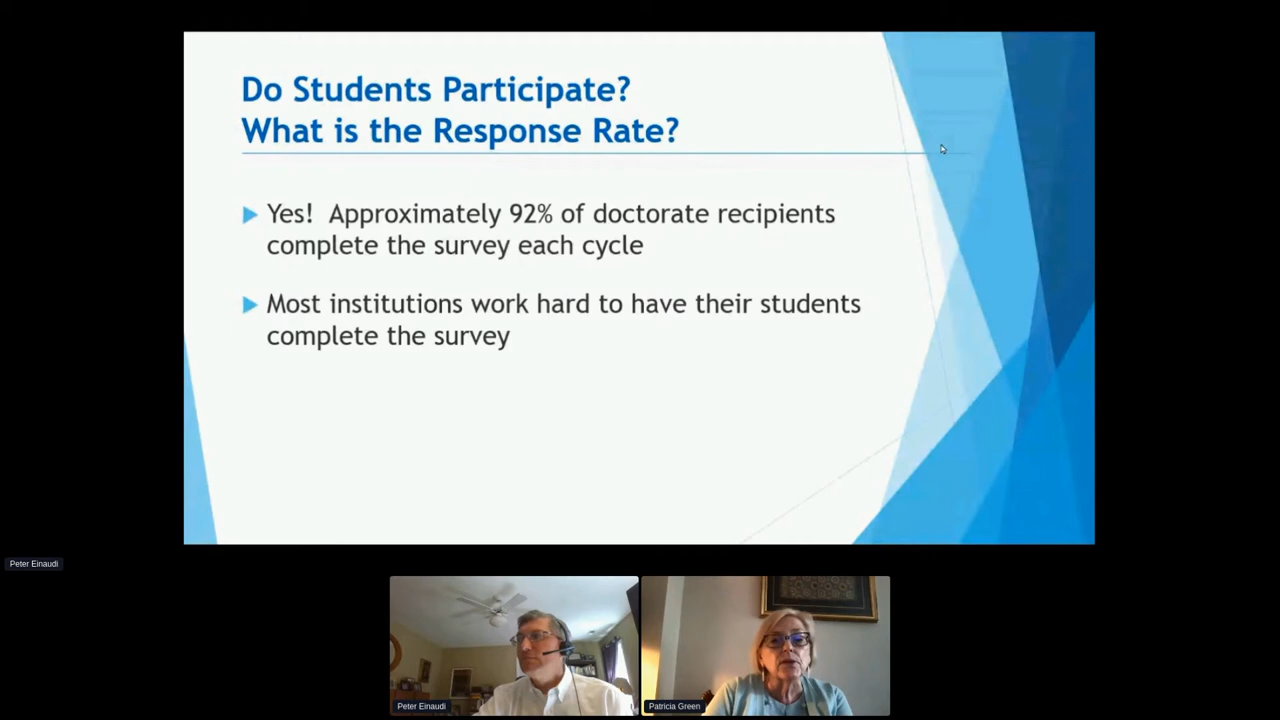 Do Students Participate?
What is the Response Rate?
Yes!  Approximately 92% of doctorate recipients
complete the survey each cycle
Most institutions work hard to have their students
complete the survey
Peter Einaudi
Peter Einaudi
Patricia Green